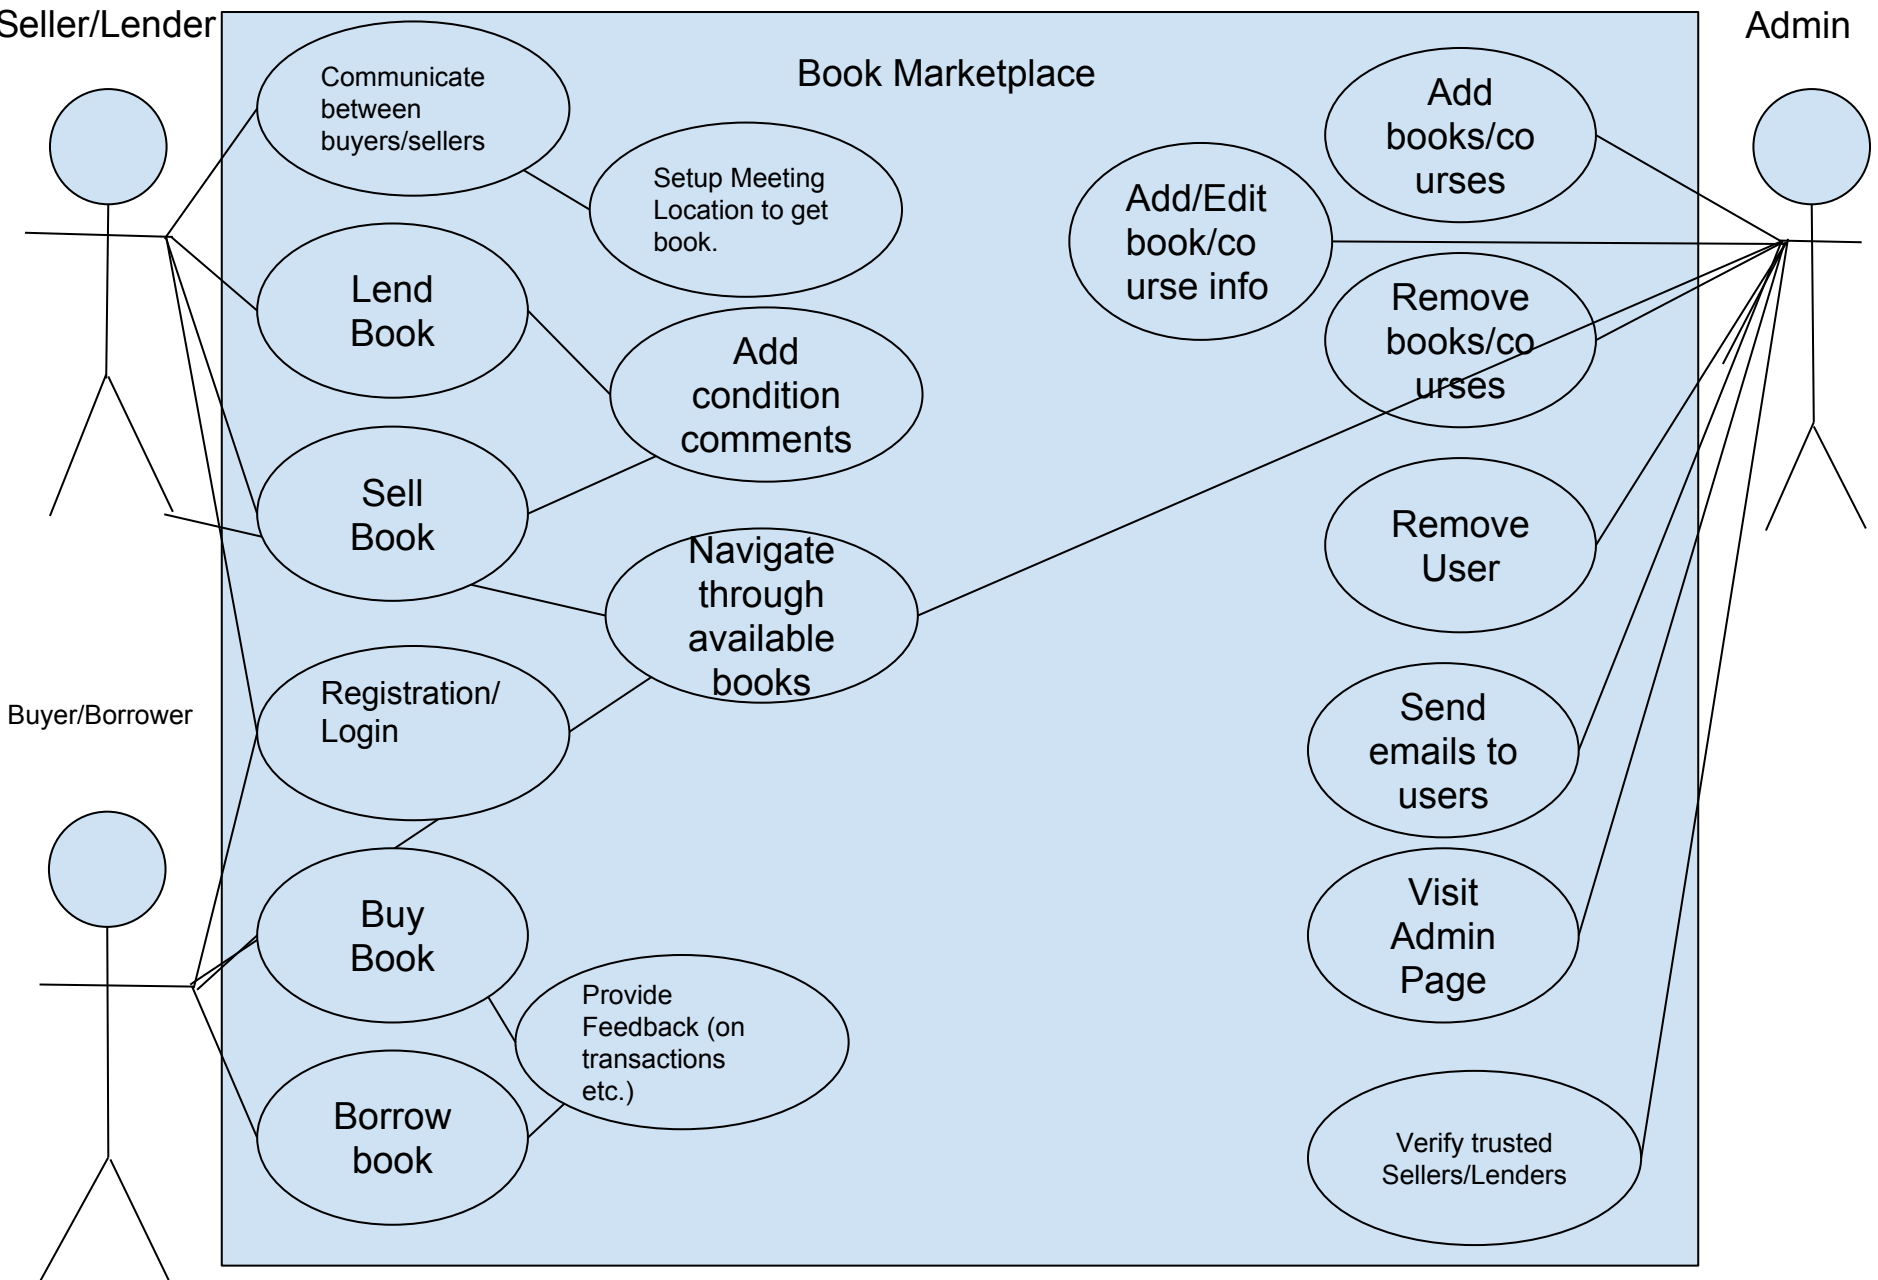 Seller/Lender
Book Marketplace
Admin
Communicate
between
buyers/sellers
Setup Meeting
Location to get
book.
Add
books/co
urses
Add/Edit
book/co
urse info
Lend
Book
Remove
books/co
urses
Add
condition
comments
Sell
Book
Remove
User
Navigate
through
available
books
Buyer/Borrower
Registration/
Login
Send
emails to
users
Buy
Book
Visit
Admin
Page
Provide
Feedback (on
transactions
etc.)
Borrow
book
Verify trusted
Sellers/Lenders